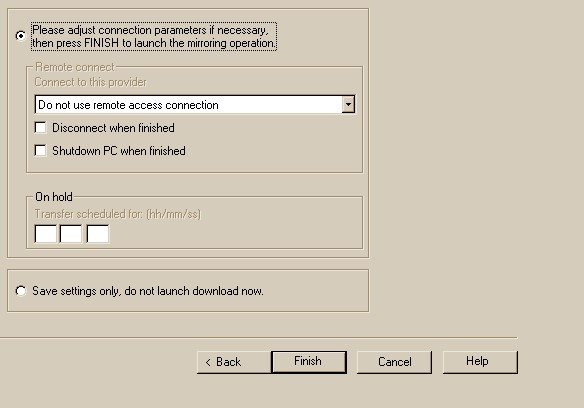 Please adjust connection parameters if necessary,
then press FINISH to launch the mirroring operation.
Remote connect
Connect to this provider
Do not use remote access connection
Disconnect when finished
Shutdown PC when finished
On hold
Transfer scheduled for: (hh/mm/ss)
Save settings only, do not launch download now.
< Back Finish Cancel Help